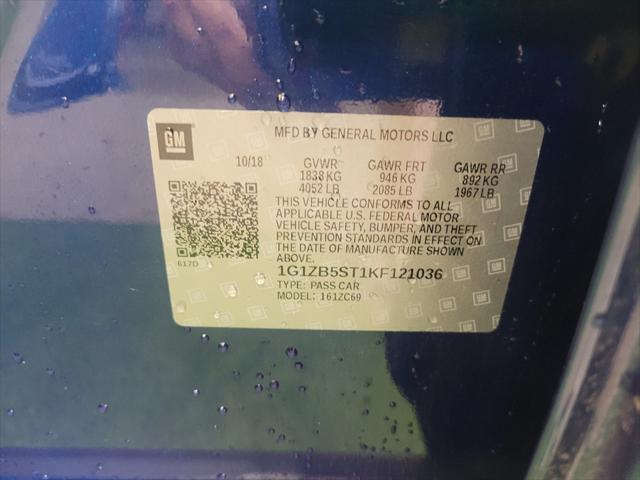 GM
MFD BY GENERAL MOTORS LLC
10/18 GVWR GAWR FRT GAWR RR
1838 KG 946 KG 892 KG
4052 LB 2085 LB 1967 LB
THIS VEHICLE CONFORMS TO ALL
APPLICABLE U.S. FEDERAL MOTOR
VEHICLE SAFETY, BUMPER, AND THEFT
PREVENTION STANDARDS IN EFFECT ON
THE DATE OF MANUFACTURE SHOWN
ABOVE.
617D
1G1ZB5ST1KF121036
TYPE: PASS CAR
MODEL: 161ZC69